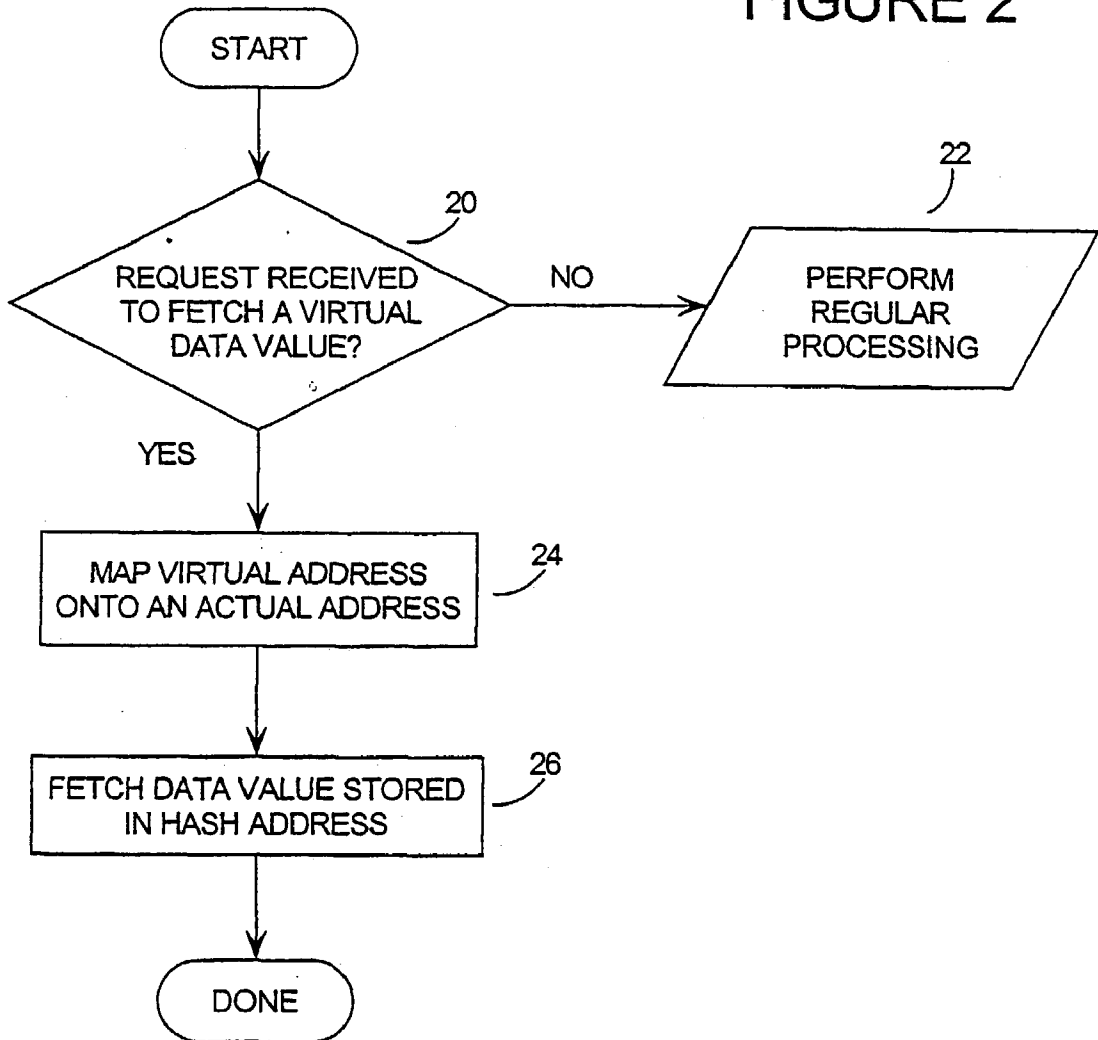 FIGURE 2
START
20
REQUEST RECEIVED
TO FETCH A VIRTUAL
DATA VALUE?
NO
22
PERFORM
REGULAR
PROCESSING
YES
24
MAP VIRTUAL ADDRESS
ONTO AN ACTUAL ADDRESS
26
FETCH DATA VALUE STORED
IN HASH ADDRESS
DONE